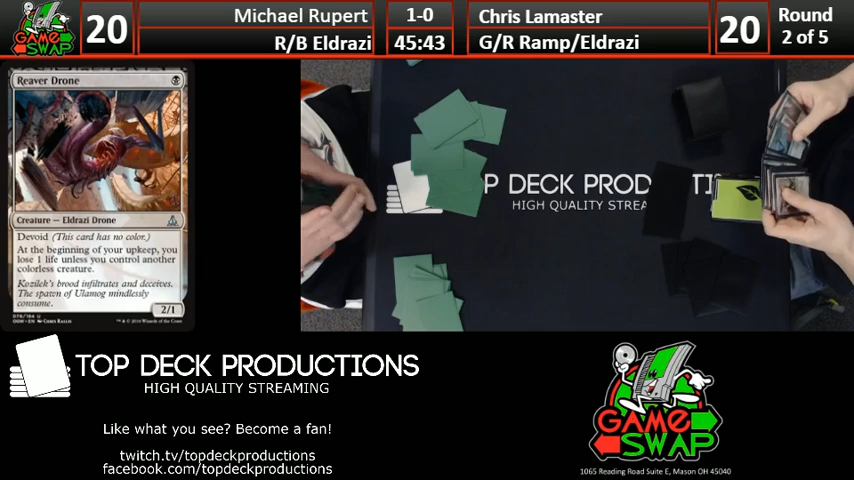 GAME
SWAP
20
Michael Rupert
R/B Eldrazi
1-0
45:43
Chris Lamaster
G/R Ramp/Eldrazi
20
Round
2 of 5
Reaver Drone
Creature — Eldrazi Drone
Devoid (This card has no color.)
At the beginning of your upkeep, you
lose 1 life unless you control another
colorless creature.
Kozilek's brood infiltrates and deceives.
The spawn of Ulamog mindlessly
consume.
2/1
P DECK PROD
TI
HIGH QUALITY STREA
TOP DECK PRODUCTIONS
HIGH QUALITY STREAMING
Like what you see? Become a fan!
twitch.tv/topdeckproductions
facebook.com/topdeckproductions
GAME
SWAP
1065 Reading Road Suite E, Mason OH 45040